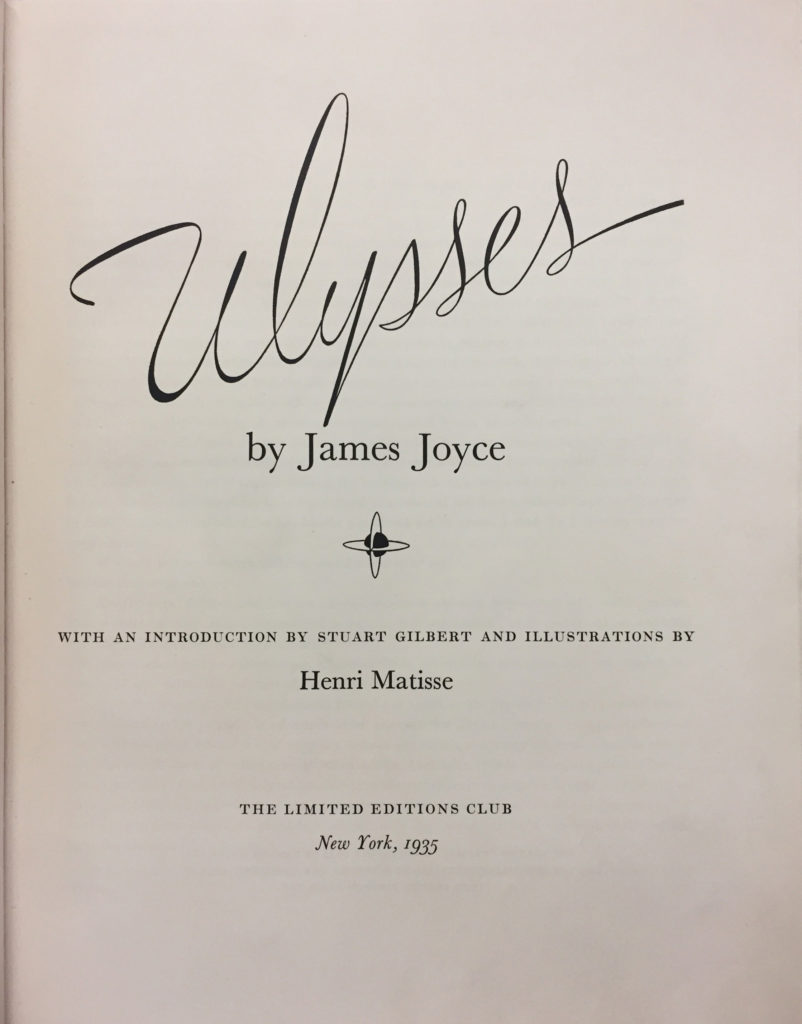 Ulysses
by James Joyce
WITH AN INTRODUCTION BY STUART GILBERT AND ILLUSTRATIONS BY
Henri Matisse
THE LIMITED EDITIONS CLUB
New York, 1935